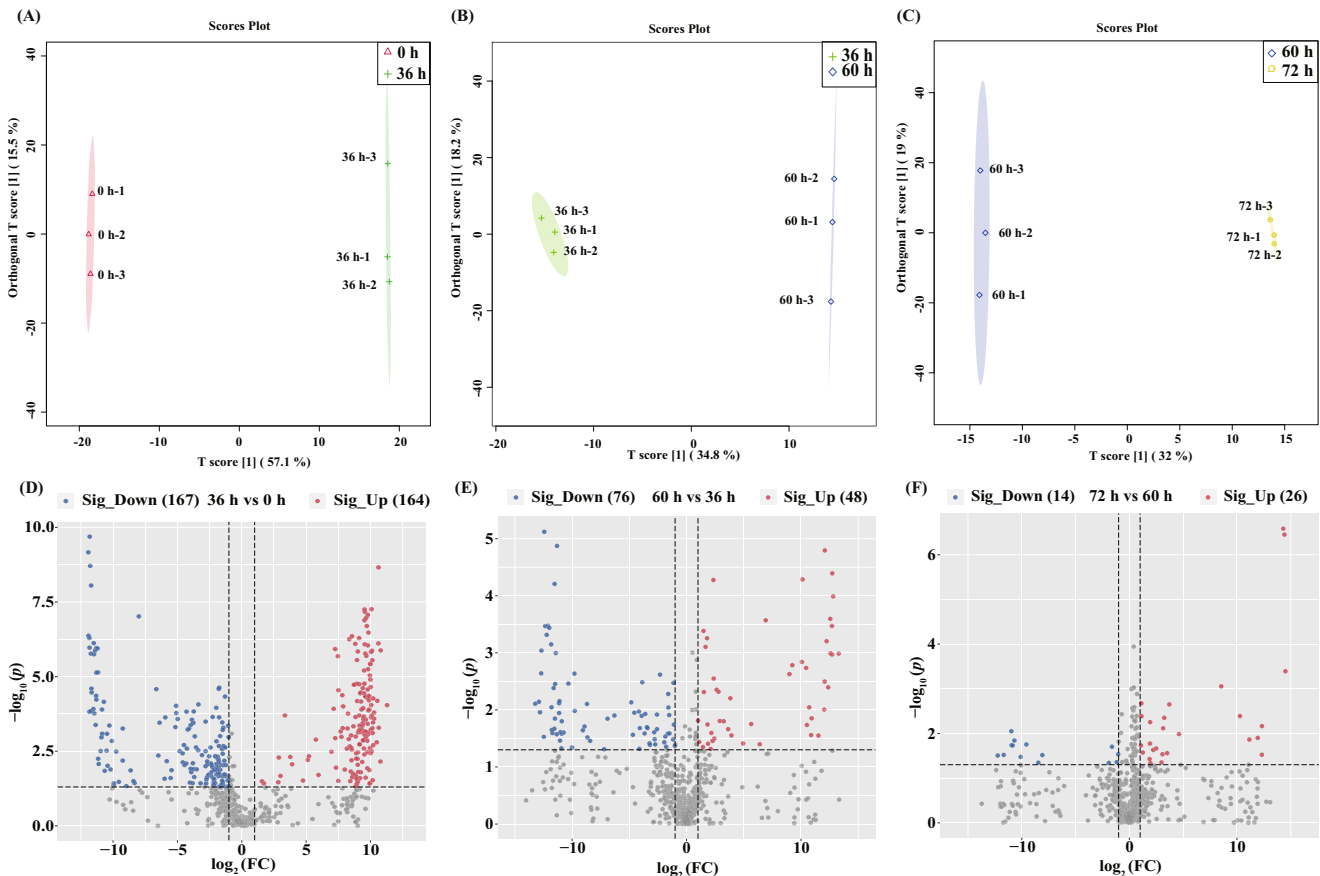 (A)
Scores Plot
0 h
36 h
Orthogonal T score [1] ( 15.5 %)
40
20
0
-20
-40
0 h-1
0 h-2
0 h-3
36 h-3
36 h-1
36 h-2
-20
-10
0
10
20
T score [1] ( 57.1 %)
(B)
Scores Plot
36 h
60 h
Orthogonal T score [1] ( 18.2 %)
40
20
0
-20
-40
36 h-3
36 h-1
36 h-2
60 h-2
60 h-1
60 h-3
-20
-10
0
10
T score [1] ( 34.8 %)
(C)
Scores Plot
60 h
72 h
Orthogonal T score [1] ( 19 %)
40
20
0
-20
-40
60 h-3
60 h-2
60 h-1
72 h-3
72 h-1
72 h-2
-15
-10
-5
0
5
10
15
T score [1] ( 32 %)
(D)
Sig_Down (167) 36 h vs 0 h Sig_Up (164)
−log10 (p)
10.0
7.5
5.0
2.5
0.0
−10
−5
0
5
10
log2 (FC)
(E)
Sig_Down (76) 60 h vs 36 h Sig_Up (48)
−log10 (p)
5
4
3
2
1
0
−10
0
10
log2 (FC)
(F)
Sig_Down (14) 72 h vs 60 h Sig_Up (26)
−log10 (p)
6
4
2
0
−10
0
10
log2 (FC)